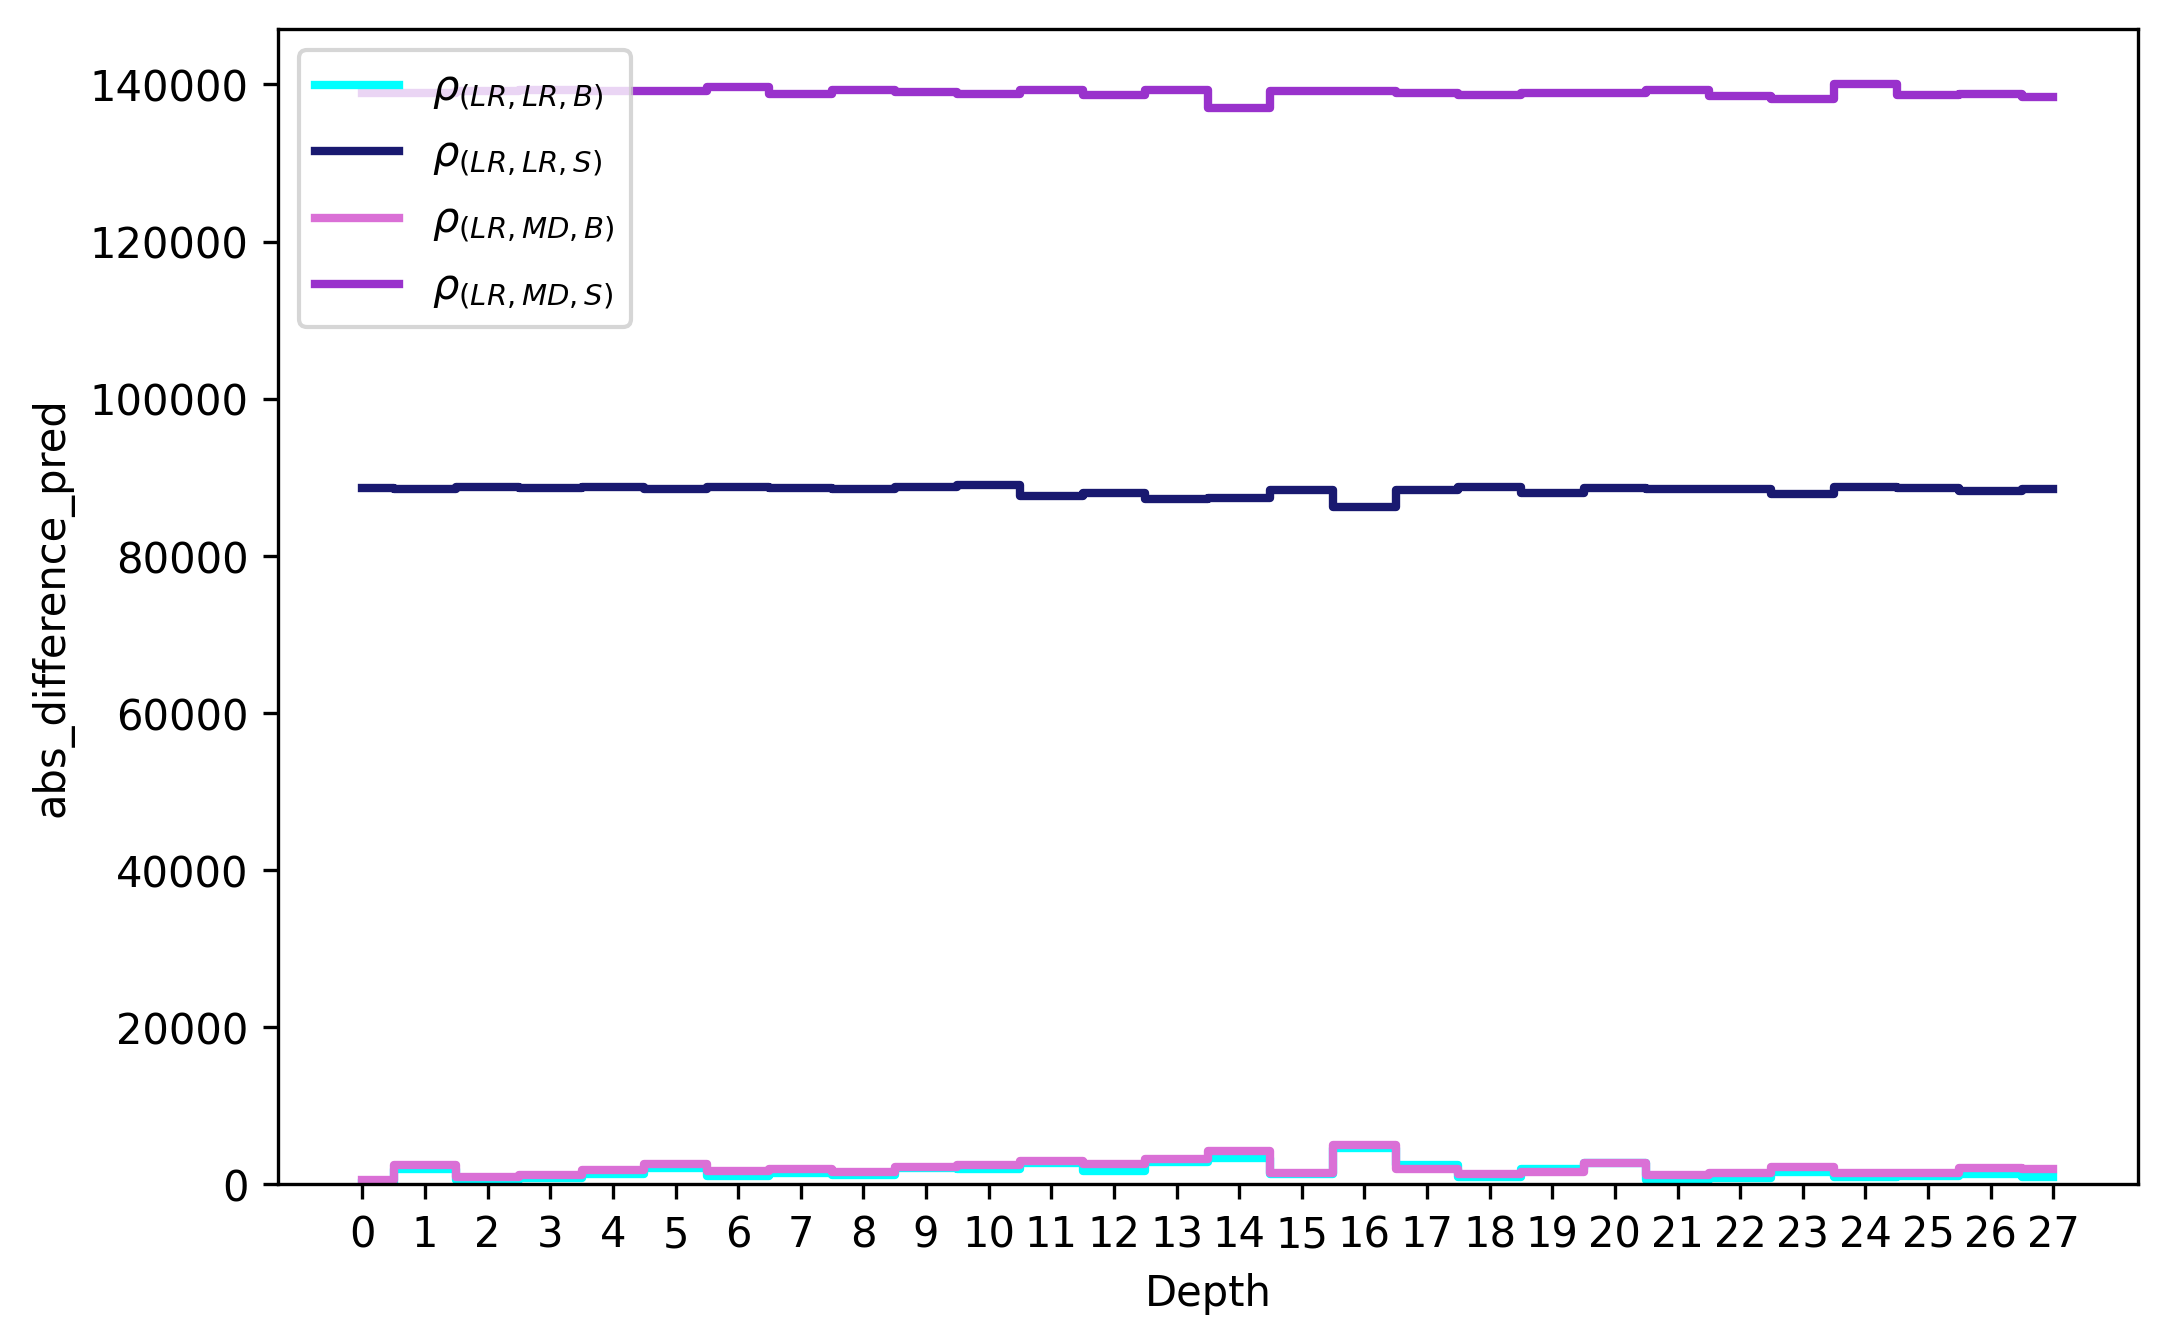 140000
120000
100000
80000
60000
40000
20000
0
abs_difference_pred
ρ(LR, LR, B)
ρ(LR, LR, S)
ρ(LR, MD, B)
ρ(LR, MD, S)
0 1 2 3 4 5 6 7 8 9 10 11 12 13 14 15 16 17 18 19 20 21 22 23 24 25 26 27
Depth